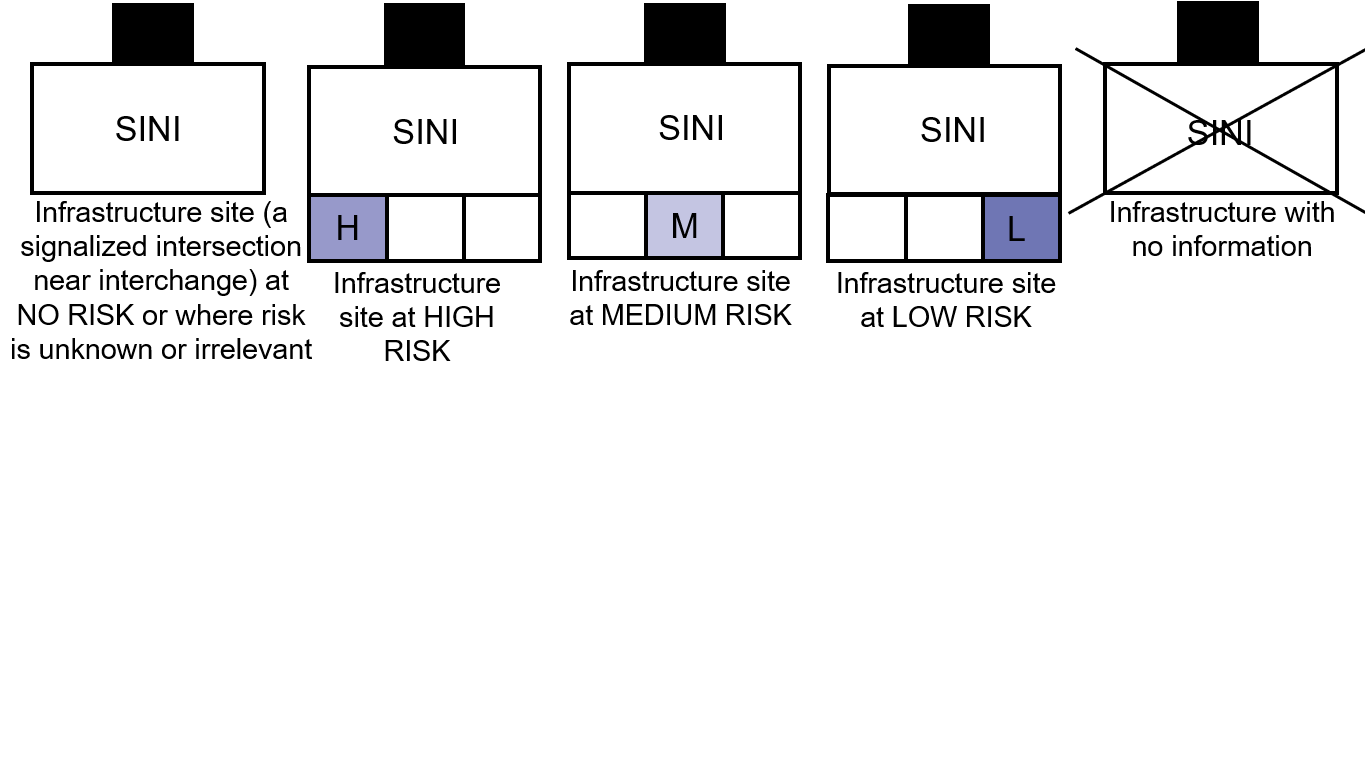 SINI
Infrastructure site (a
signalized intersection
near interchange) at
NO RISK or where risk
is unknown or irrelevant
SINI
H
Infrastructure
site at HIGH
RISK
SINI
M
Infrastructure site
at MEDIUM RISK
SINI
L
Infrastructure site
at LOW RISK
SINI
Infrastructure with
no information